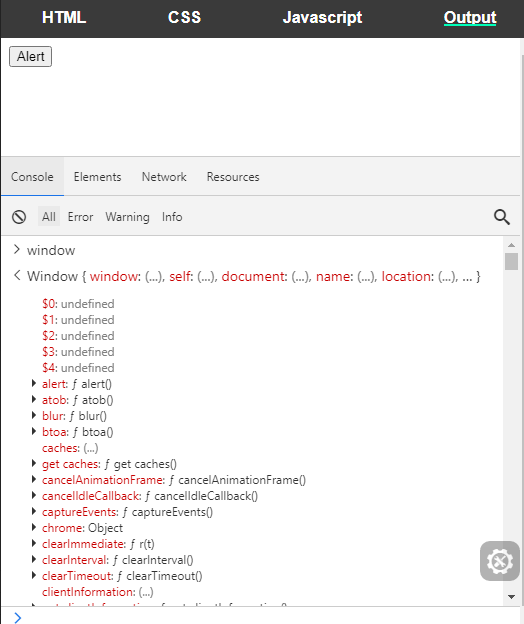 HTML CSS Javascript Output
Alert
Console Elements Network Resources
All Error Warning Info
> window
< Window { window: (...), self: (...), document: (...), name: (...), location: (...), ... }
$0: undefined
$1: undefined
$2: undefined
$3: undefined
$4: undefined
alert: ƒ alert()
atob: ƒ atob()
blur: ƒ blur()
btoa: ƒ btoa()
caches: (...)
get caches: ƒ get caches()
cancelAnimationFrame: ƒ cancelAnimationFrame()
cancelIdleCallback: ƒ cancelIdleCallback()
captureEvents: ƒ captureEvents()
chrome: Object
clearImmediate: ƒ r(t)
clearInterval: ƒ clearInterval()
clearTimeout: ƒ clearTimeout()
clientInformation: (...)
>